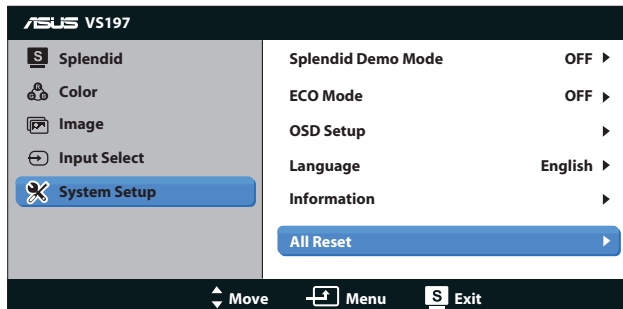 ASUS VS197
S Splendid
Color
Image
Input Select
System Setup
Splendid Demo Mode OFF
ECO Mode OFF
OSD Setup
Language English
Information
All Reset
Move Menu S Exit